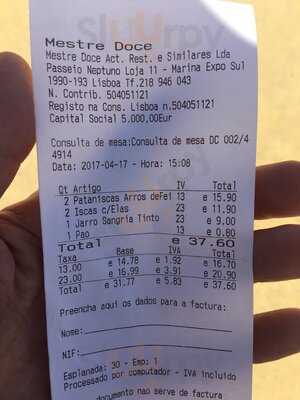 Mestre Doce
Mestre Doce Act. Rest. e Similares Lda
Passeio Neptuno Loja 11 - Marina Expo Sul
1990-193 Lisboa Tf.218 946 043
N. Contrib. 504051121
Registo na Cons. Lisboa n.504051121
Capital Social 5.000,00Eur
Consulta de mesa:Consulta de mesa DC 002/4
4914
Data: 2017-04-17 - Hora: 15:08
Qt Artigo IV Total
2 Pataniscas Arros deFei 13 e 15.90
2 Iscas c/Elas 23 e 11.90
1 Jarro Sangria Tinto 23 e 9.00
1 Pao 13 e 0.80
Total e 37.60
Taxa Base IVA Total
13.00 e 14.78 e 1.92 e 16.70
23.00 e 16.99 e 3.91 e 20.90
Total e 31.77 e 5.83 e 37.60
Preencha aqui os dados para a factura:
Nome:
NIF:
Esplanada: 30 - Emp: 1
Processado por computador - IVA incluido
documento nao serve de factura